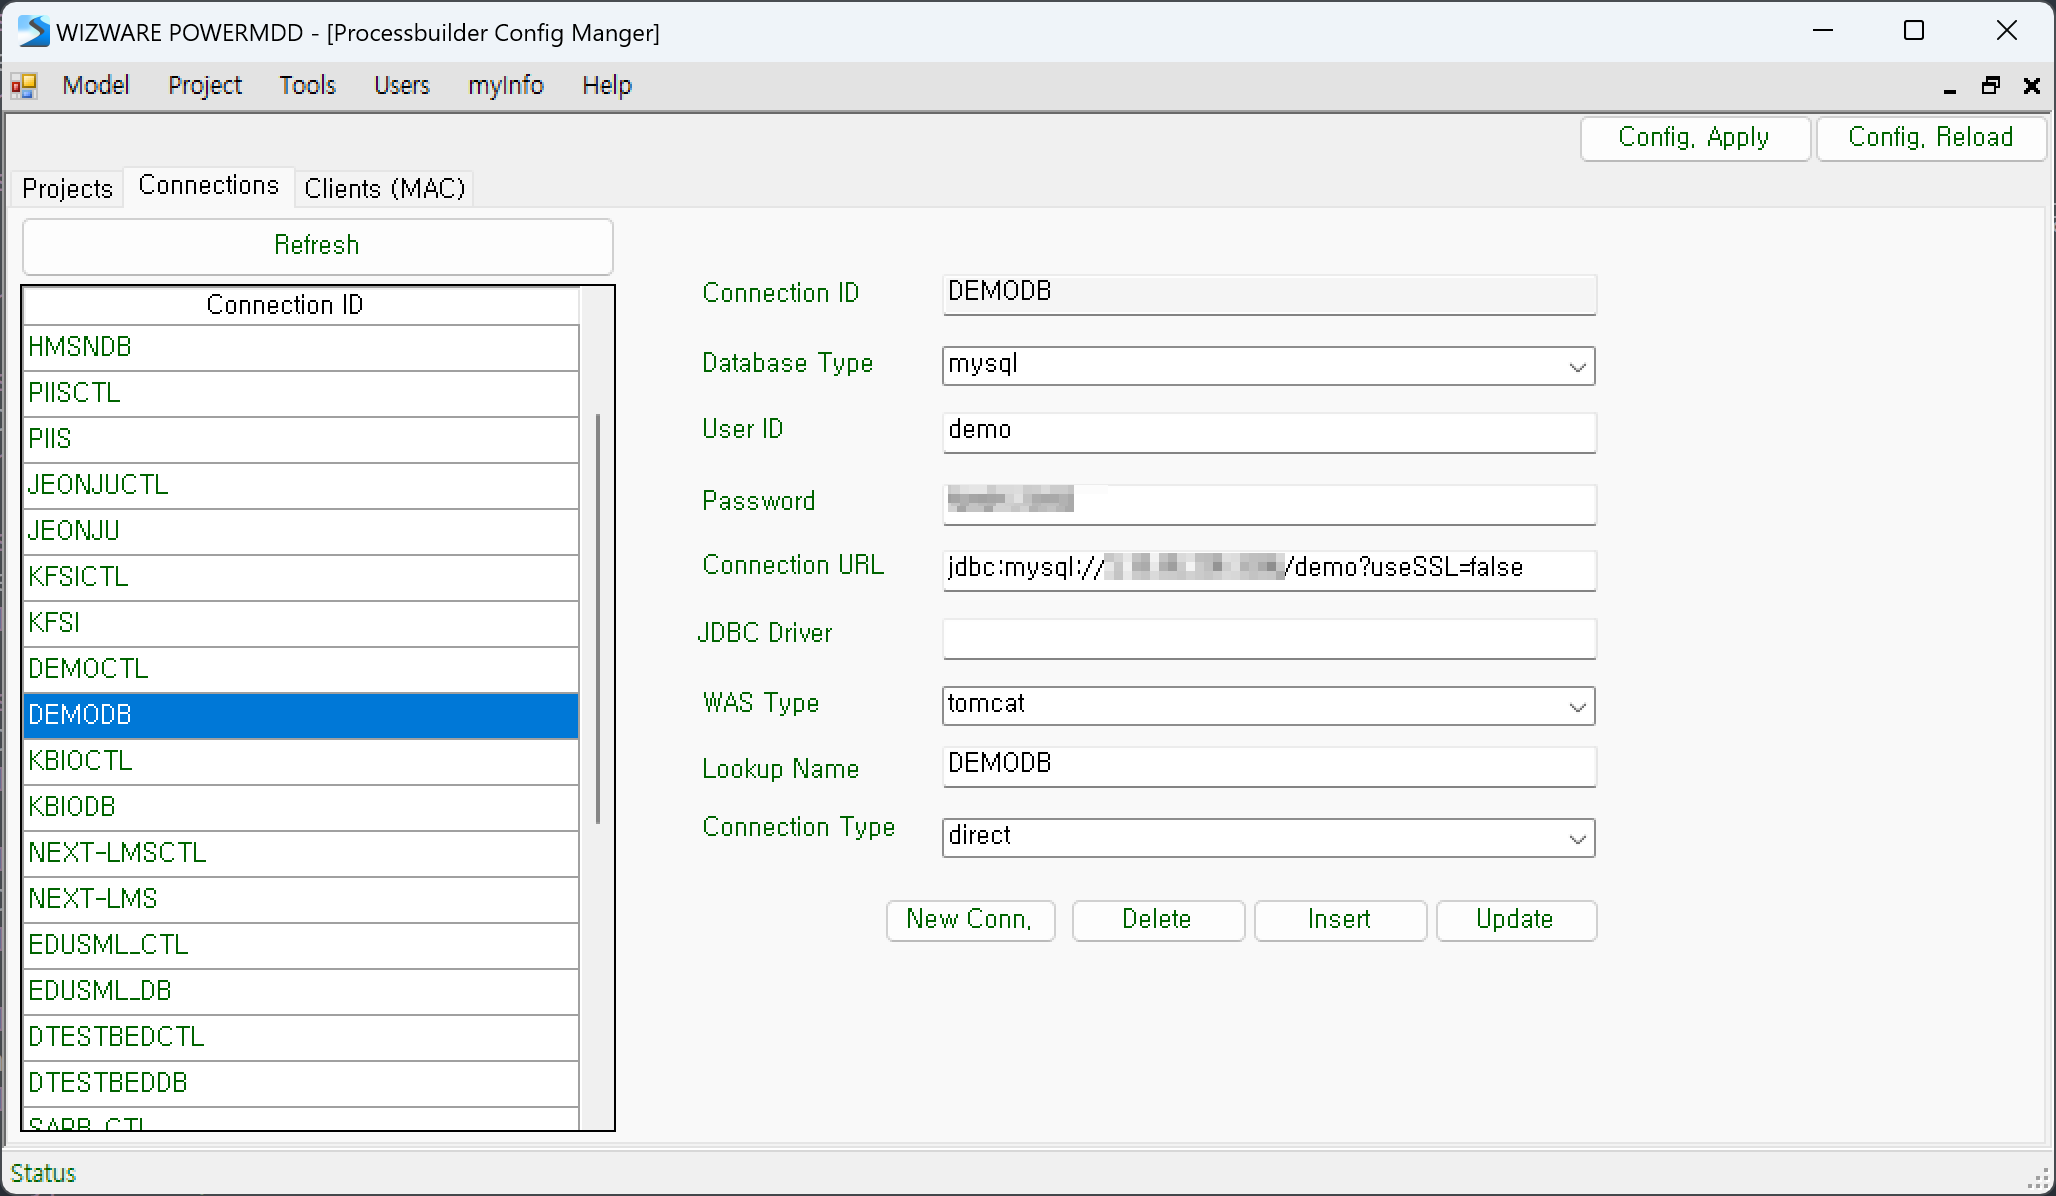 WIZWARE POWERMDD - [Processbuilder Config Manger]
Model Project Tools Users myInfo Help
Config. Apply Config. Reload
Projects Connections Clients (MAC)
Refresh
Connection ID
HMSNDB
PIISCTL
PIIS
JEONJUCTL
JEONJU
KFSICTL
KFSI
DEMOCTL
DEMODB
KBIOCTL
KBIODB
NEXT-LMSCTL
NEXT-LMS
EDUSML_CTL
EDUSML_DB
DTESTBEDCTL
DTESTBEDDB
Connection ID DEMODB
Database Type mysql
User ID demo
Password
Connection URL jdbc:mysql:// /demo?useSSL=false
JDBC Driver
WAS Type tomcat
Lookup Name DEMODB
Connection Type direct
New Conn. Delete Insert Update
Status